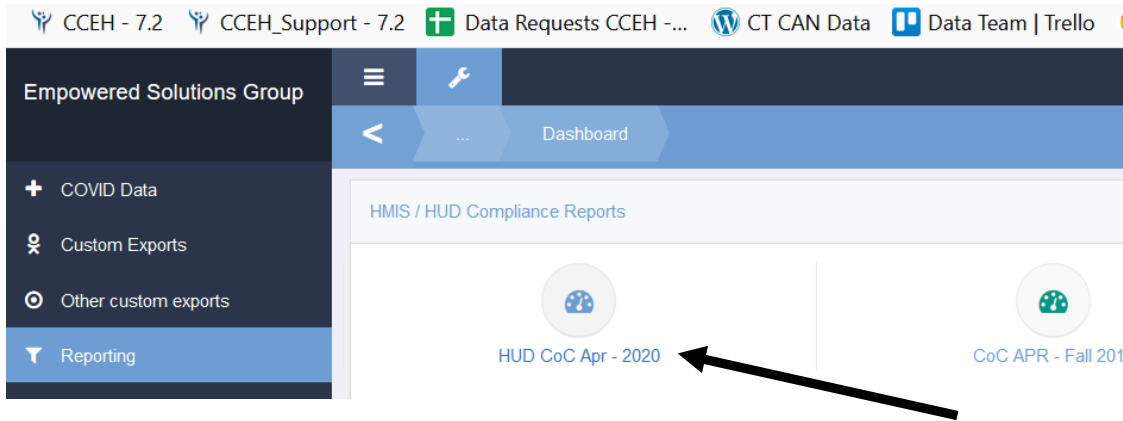 CCEH - 7.2 CCEH_Support - 7.2 Data Requests CCEH -... CT CAN Data Data Team | Trello
Empowered Solutions Group
... Dashboard
COVID Data
HMIS / HUD Compliance Reports
Custom Exports
Other custom exports
Reporting
HUD CoC Apr - 2020 CoC APR - Fall 201